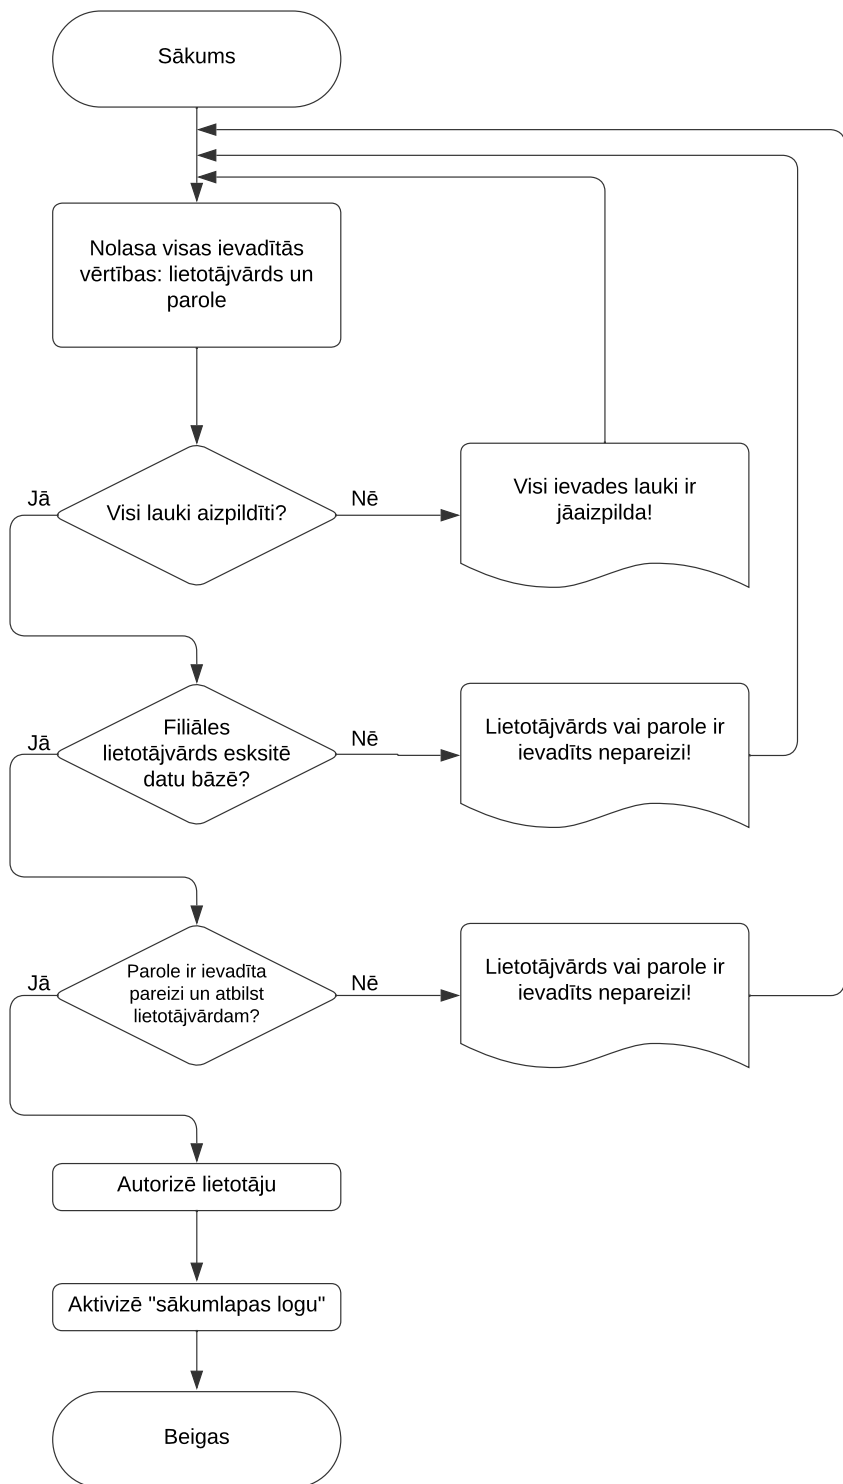 Sākums
Nolasa visas ievadītās
vērtības: lietotājvārds un
parole
Visi lauki aizpildīti?
Jā
Nē
Visi ievades lauki ir
jāaizpilda!
Filiāles
lietotājvārds esksitē
datu bāzē?
Jā
Nē
Lietotājvārds vai parole ir
ievadīts nepareizi!
Parole ir ievadīta
pareizi un atbilst
lietotājvārdam?
Jā
Nē
Lietotājvārds vai parole ir
ievadīts nepareizi!
Autorizē lietotāju
Aktivizē "sākumlapas logu"
Beigas